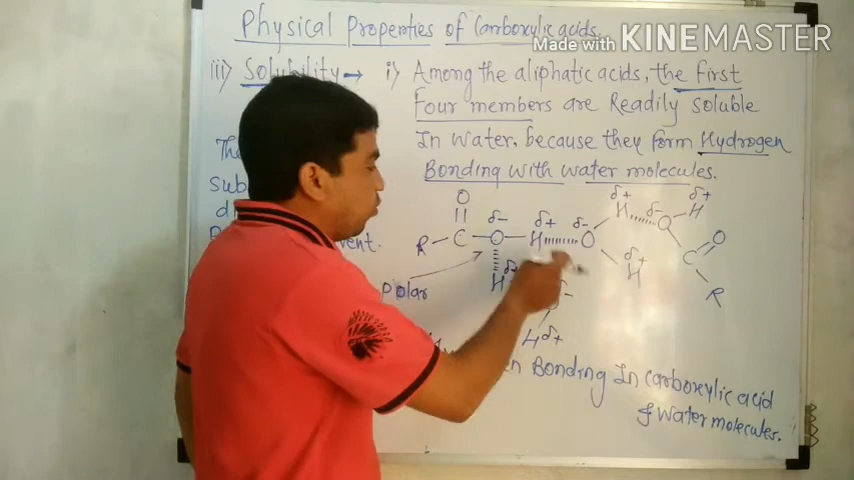 Physical Properties of Carboxylic acids.
Made with KINEMASTER
iii) Solubility → i) Among the aliphatic acids, the first
Four members are Readily soluble
In water. because they form Hydrogen
Bonding with water molecules.
O
R - C - O - H O H
δ- δ+ δ- δ+
H δ+ δ- H δ+
O
C O
R
H δ+
H
Polar
Bonding In carboxylic acid
& water molecules.